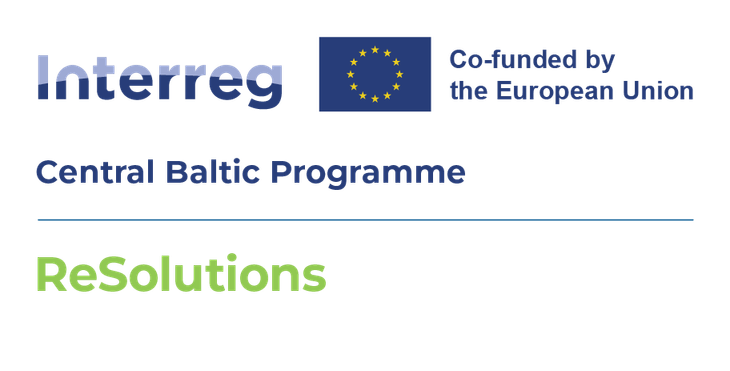 Interreg
Co-funded by
the European Union
Central Baltic Programme
ReSolutions